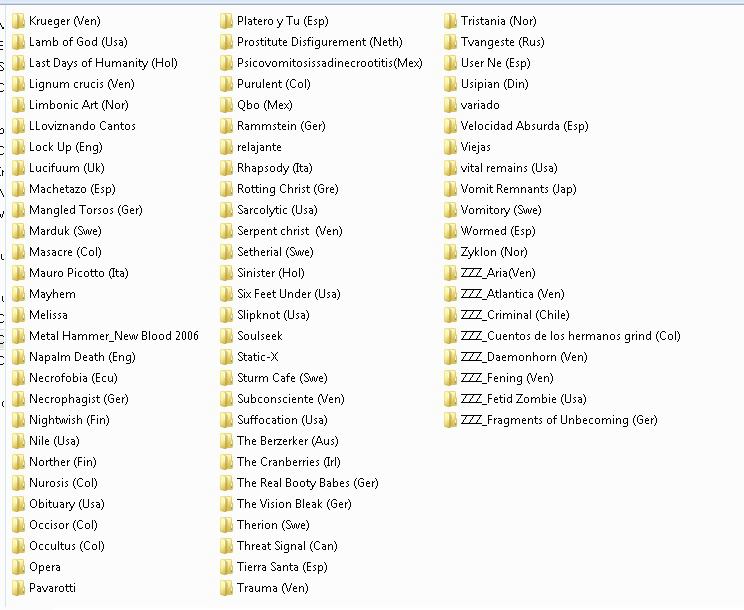 Krueger (Ven)
Lamb of God (Usa)
Last Days of Humanity (Hol)
Lignum crucis (Ven)
Limbonic Art (Nor)
LLoviznando Cantos
Lock Up (Eng)
Lucifuum (Uk)
Machetazo (Esp)
Mangled Torsos (Ger)
Marduk (Swe)
Masacre (Col)
Mauro Picotto (Ita)
Mayhem
Melissa
Metal Hammer_New Blood 2006
Napalm Death (Eng)
Necrofobia (Ecu)
Necrophagist (Ger)
Nightwish (Fin)
Nile (Usa)
Norther (Fin)
Nurosis (Col)
Obituary (Usa)
Occisor (Col)
Occultus (Col)
Opera
Pavarotti
Platero y Tu (Esp)
Prostitute Disfigurement (Neth)
Psicovomitosissadinecrootitis(Mex)
Purulent (Col)
Qbo (Mex)
Rammstein (Ger)
relajante
Rhapsody (Ita)
Rotting Christ (Gre)
Sarcolytic (Usa)
Serpent christ  (Ven)
Setherial (Swe)
Sinister (Hol)
Six Feet Under (Usa)
Slipknot (Usa)
Soulseek
Static-X
Sturm Cafe (Swe)
Subconsciente (Ven)
Suffocation (Usa)
The Berzerker (Aus)
The Cranberries (Irl)
The Real Booty Babes (Ger)
The Vision Bleak (Ger)
Therion (Swe)
Threat Signal (Can)
Tierra Santa (Esp)
Trauma (Ven)
Tristania (Nor)
Tvangeste (Rus)
User Ne (Esp)
Usipian (Din)
variado
Velocidad Absurda (Esp)
Viejas
vital remains (Usa)
Vomit Remnants (Jap)
Vomitory (Swe)
Wormed (Esp)
Zyklon (Nor)
ZZZ_Aria(Ven)
ZZZ_Atlantica (Ven)
ZZZ_Criminal (Chile)
ZZZ_Cuentos de los hermanos grind (Col)
ZZZ_Daemonhorn (Ven)
ZZZ_Fening (Ven)
ZZZ_Fetid Zombie (Usa)
ZZZ_Fragments of Unbecoming (Ger)